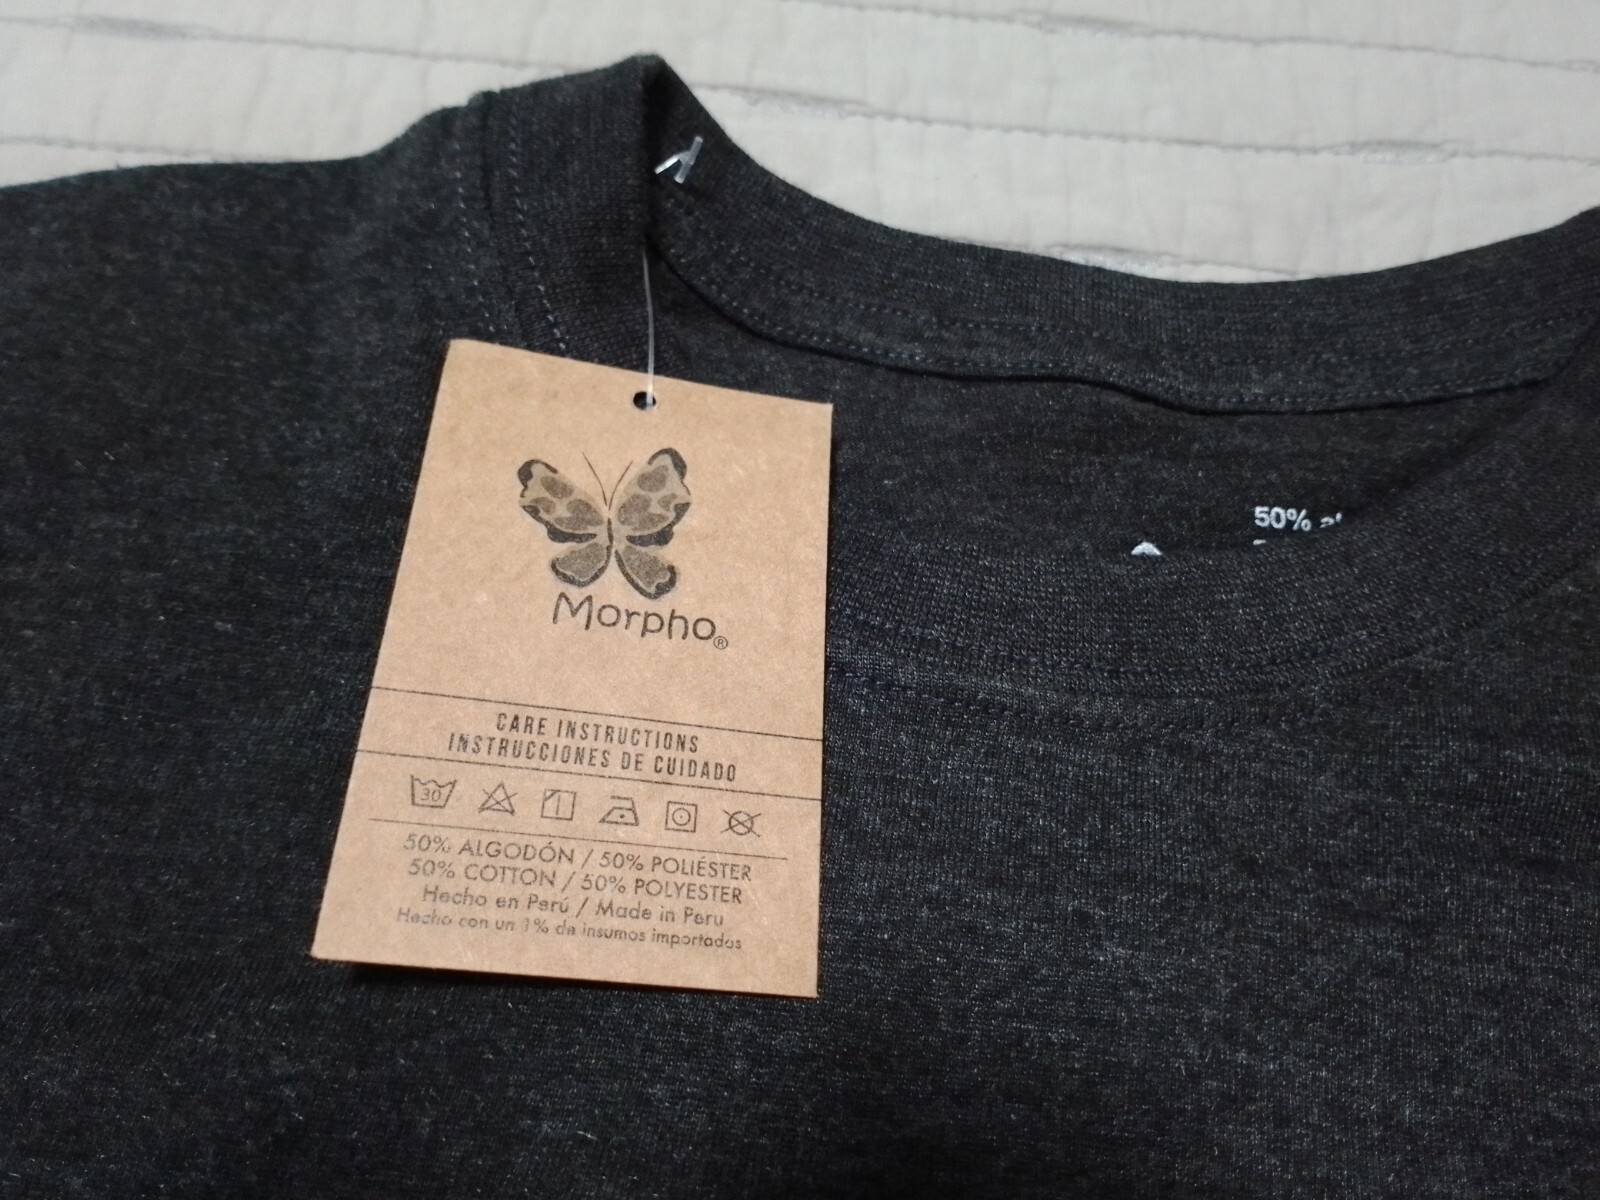 Morpho®
CARE INSTRUCTIONS
INSTRUCCIONES DE CUIDADO
30
50% ALGODÓN / 50% POLIÉSTER
50% COTTON / 50% POLYESTER
Hecho en Perú / Made in Peru
Hecho con un 1% de insumos importados
50%